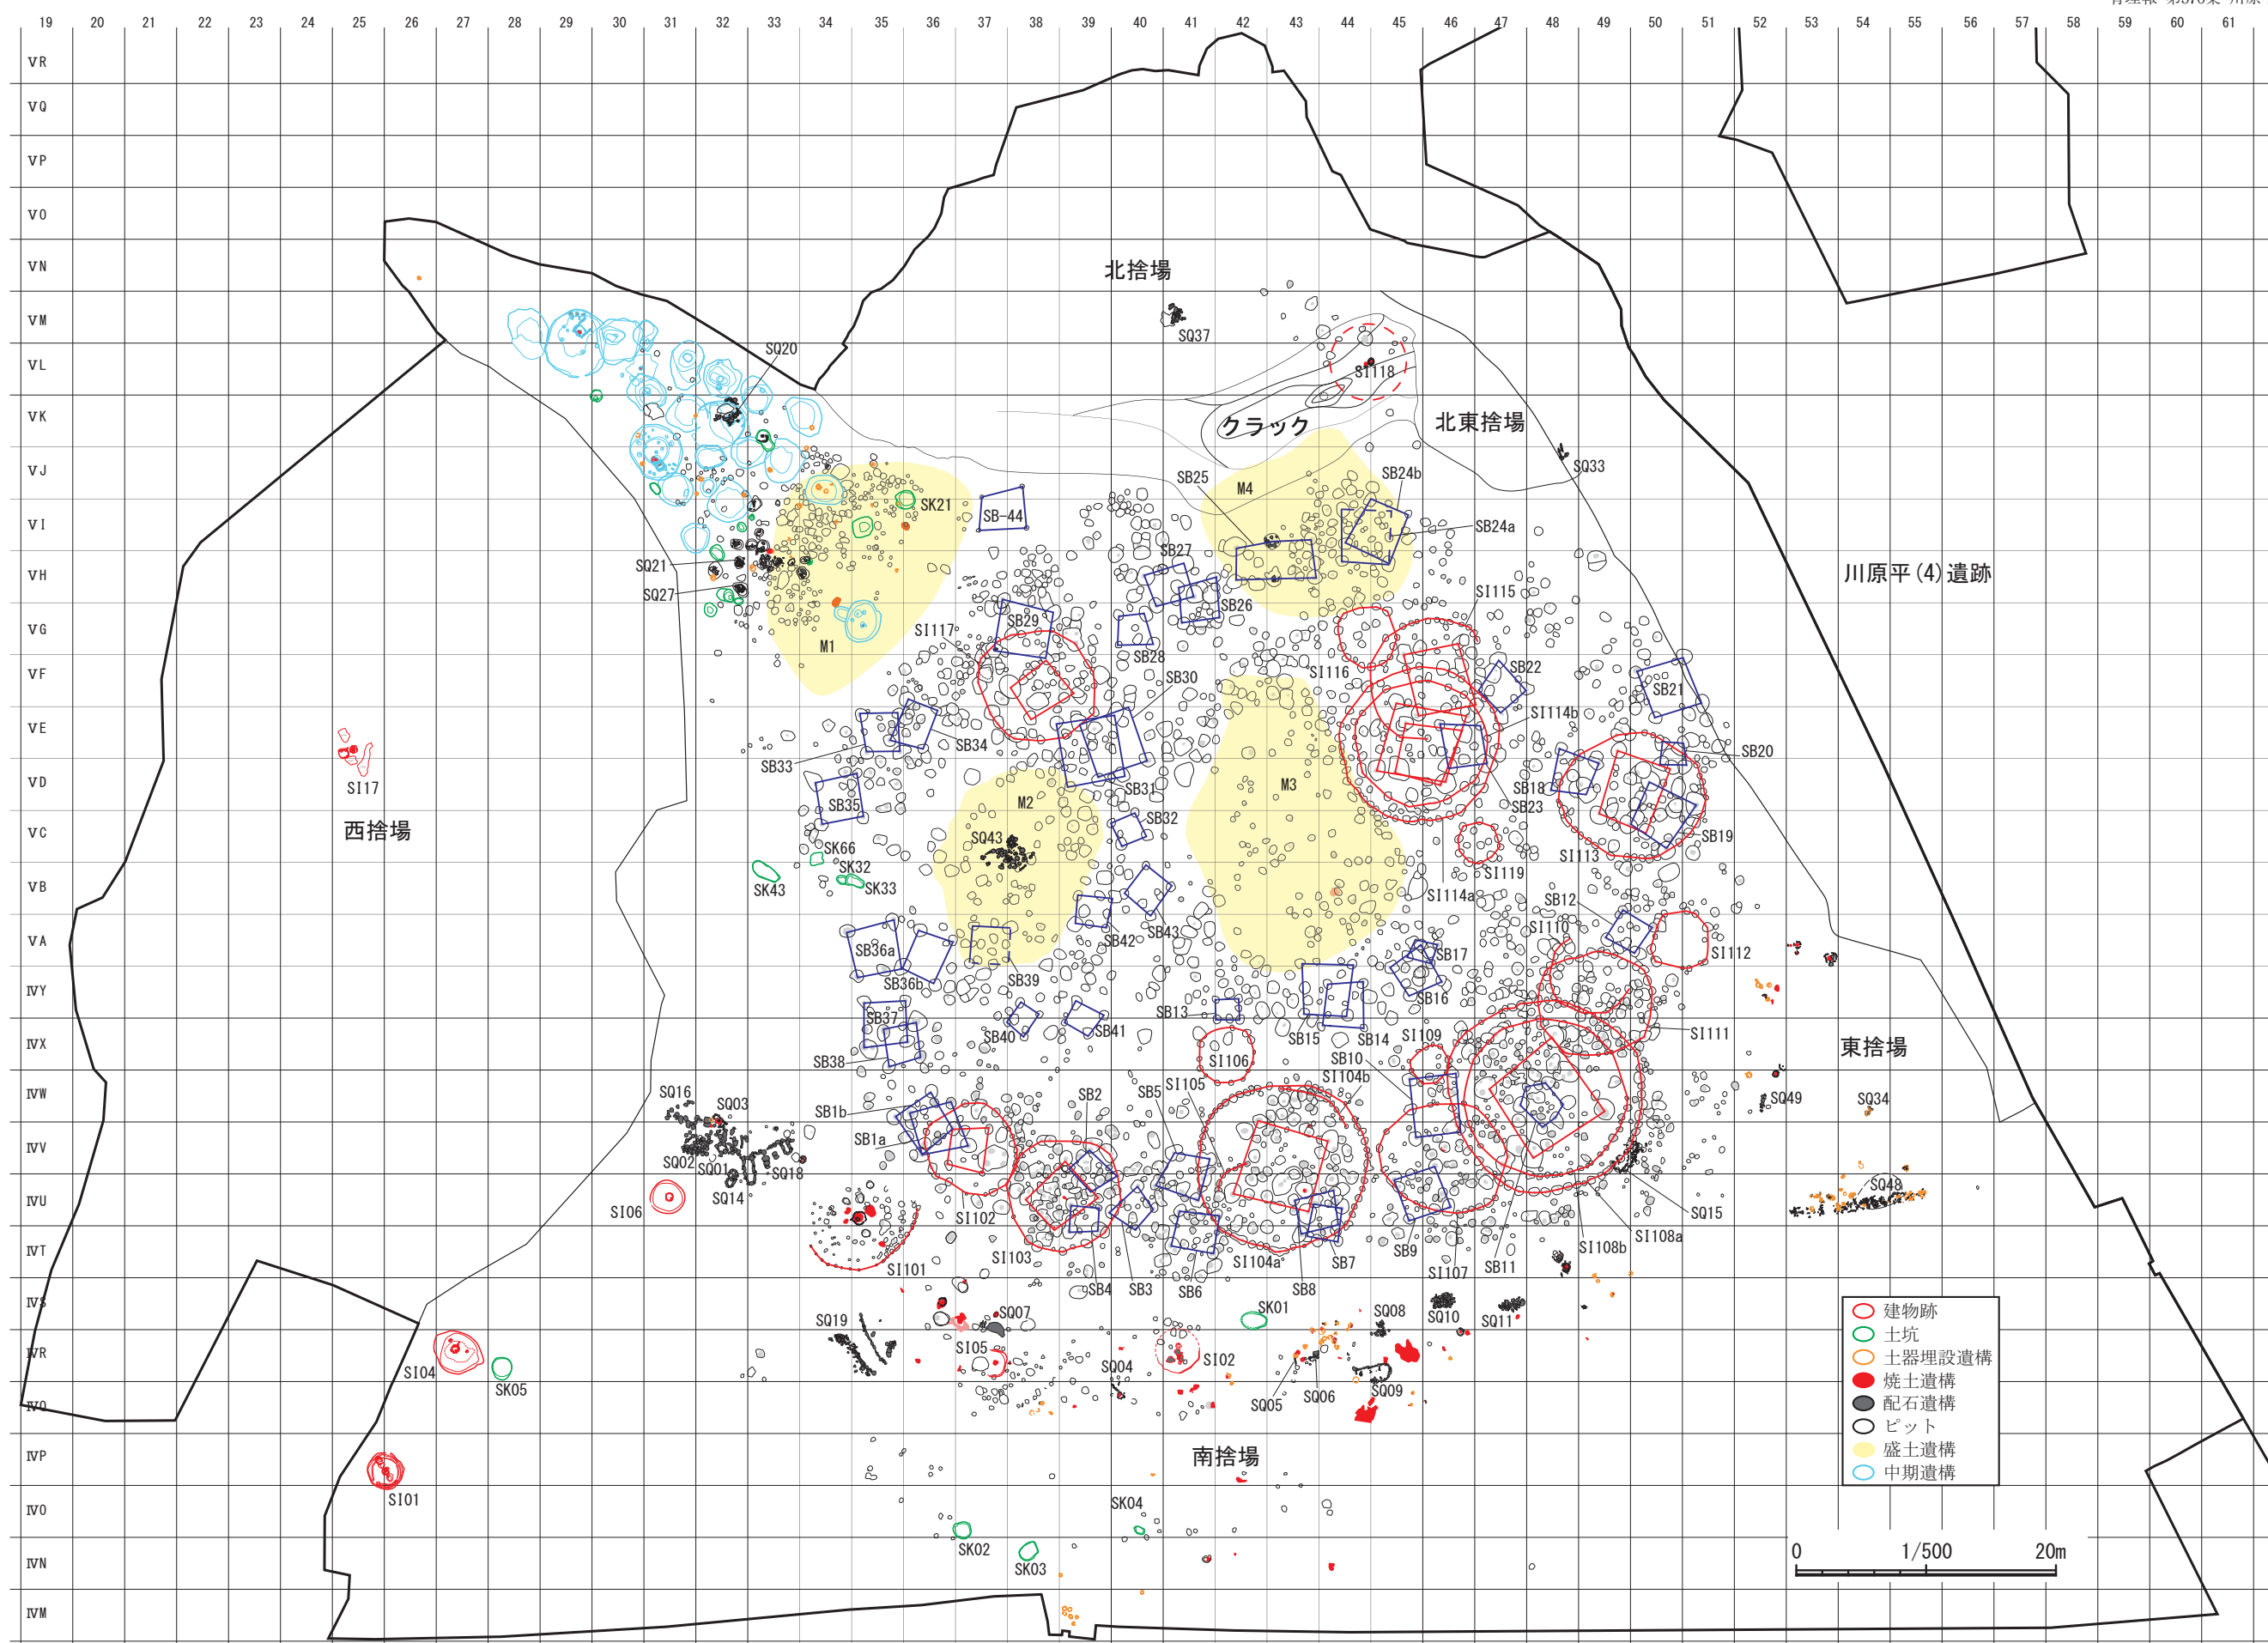 19 20 21 22 23 24 25 26 27 28 29 30 31 32 33 34 35 36 37 38 39 40 41 42 43 44 45 46 47 48 49 50 51 52 53 54 55 56 57 58 59 60 61
VR
VQ
VP
VO
VN
北捨場
VM
SQ37
SQ20
VL
SI118
VK
クラック
北東捨場
VJ
SQ33
SB25
M4
SB24b
SK21
SB-44
VI
SB24a
SB27
SQ21
VH
川原平(4)遺跡
SQ27
SI115
SB26
VG
SB29
SI117
M1
SB28
VF
SI116
SB22
SB30
SB21
VE
SI114b
SB34
SB20
SB33
SI17
VD
M3
SB31
SB18
M2
SB35
SB23
西捨場
VC
SB32
SB19
SQ43
SK66
SI113
SK32
SI119
VB
SK33
SK43
SI114a
SB12
SI110
VA
SB42
SB43
SB36a
SI112
SB17
SB39
SB36b
IVY
SB16
SB13
SB37
SI111
SB40
SB41
SB15
SB14
SI109
IVX
東捨場
SI106
SB10
SB38
SI104b
SI105
IVW
SQ16
SB2
SB5
SQ03
SQ49
SQ34
SB1b
SB1a
IVV
SQ02
SQ01
SQ18
SQ14
SQ48
IVU
SI06
SI102
SQ15
SI108a
SI108b
IVT
SI103
SB9
SI104a
SB7
SI101
SI107
SB11
SB4
SB3
SB6
SB8
IVS
SK01
SQ07
SQ19
SQ08
SQ10
SQ11
建物跡
土坑
IVR
SI05
SI02
土器埋設遺構
SI04
SQ04
焼土遺構
SK05
SQ09
SQ06
SQ05
IVQ
配石遺構
ピット
南捨場
盛土遺構
IVP
中期遺構
SI01
SK04
IVO
SK02
0 1/500 20m
IVN
SK03
IVM